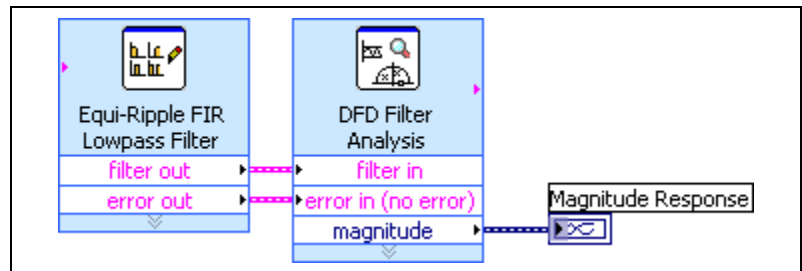 Equi-Ripple FIR
Lowpass Filter
filter out
error out
DFD Filter
Analysis
filter in
error in (no error)
magnitude
Magnitude Response